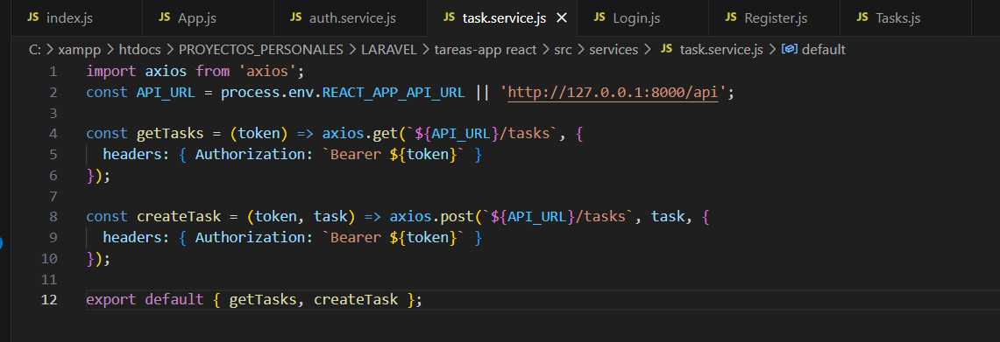 JS index.js JS App.js JS auth.service.js JS task.service.js × JS Login.js JS Register.js JS Tasks.js
C: > xampp > htdocs > PROYECTOS_PERSONALES > LARAVEL > tareas-app react > src > services > JS task.service.js > default
1 import axios from 'axios';
2 const API_URL = process.env.REACT_APP_API_URL || 'http://127.0.0.1:8000/api';
3
4 const getTasks = (token) => axios.get(`${API_URL}/tasks`, {
5 headers: { Authorization: `Bearer ${token}` }
6 });
7
8 const createTask = (token, task) => axios.post(`${API_URL}/tasks`, task, {
9 headers: { Authorization: `Bearer ${token}` }
10 });
11
12 export default { getTasks, createTask };